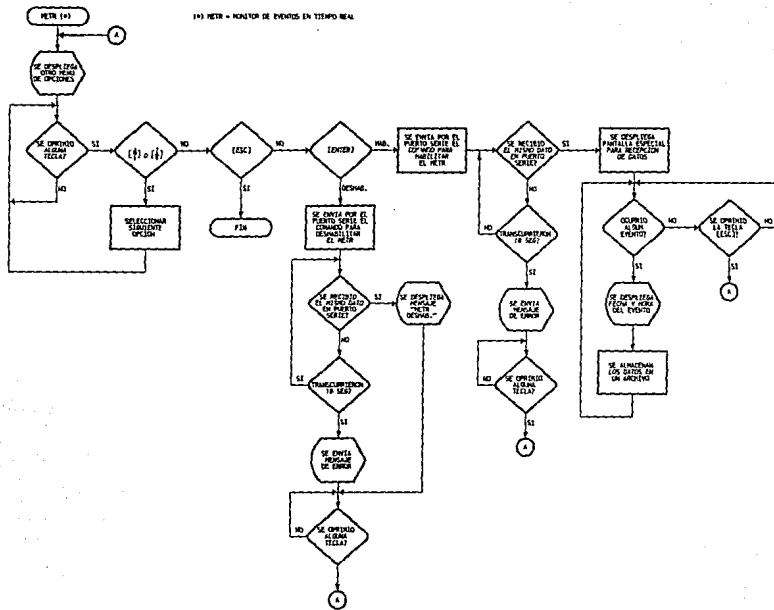 METR (*)
(*) METR = MONITOR DE EVENTOS EN TIEMPO REAL
A
SE DESPLIEGA
OTRO MENU
DE OPCIONES
SE OPRIMIO
ALGUNA
TECLA?
SI
NO
NO
SI
SELECCIONAR
SIGUIENTE
OPCIÓN
[ESC]
NO
SI
FIN
[ENTER]
HAB.
DESHAB.
SE ENVIA POR EL
PUERTO SERIE EL
COMANDO PARA
HABILITAR
EL METR
SE RECIBIO
EL MISMO DATO
EN PUERTO
SERIE?
SI
NO
SE DESPLIEGA
PANTALLA ESPECIAL
PARA RECEPCION
DE DATOS
TRANSCURRIERON
10 SEG?
NO
SI
SE ENVIA
MENSAJE
DE ERROR
SE OPRIMIO
ALGUNA
TECLA?
NO
SI
A
OCURRIO
ALGUN
EVENTO?
NO
SI
SE OPRIMIO
LA TECLA
[ESC]?
NO
SI
A
SE DESPLIEGA
FECHA Y HORA
DEL EVENTO
SE ALMACENAN
LOS DATOS EN
UN ARCHIVO
SE ENVIA POR EL
PUERTO SERIE EL
COMANDO PARA
DESHABILITAR
EL METR
SE RECIBIO
EL MISMO DATO
EN PUERTO
SERIE?
SI
NO
SE DESPLIEGA
MENSAJE
"METR
DESHAB."
TRANSCURRIERON
10 SEG?
SI
SI
SE ENVIA
MENSAJE
DE ERROR
SE OPRIMIO
ALGUNA
TECLA?
NO
SI
A